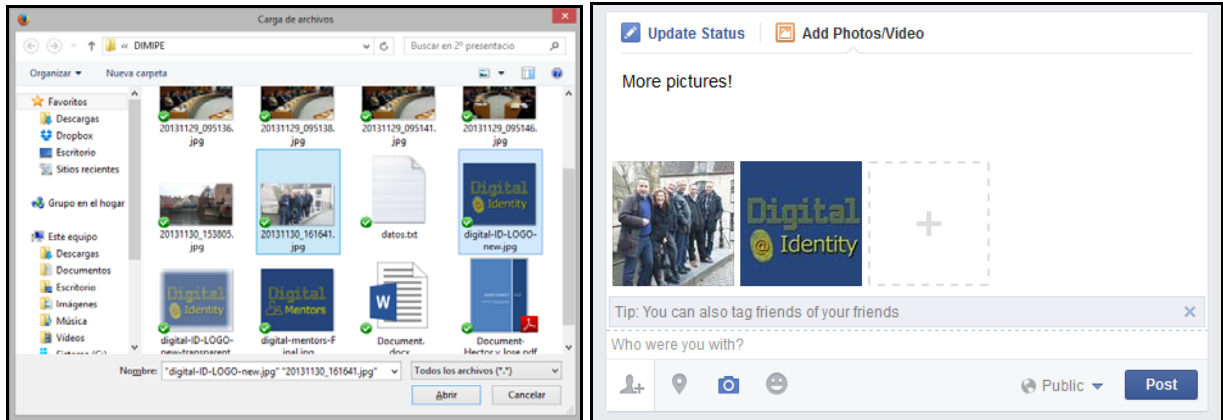 Carga de archivos
« DIMIPE
Buscar en 2º presentacio
Organizar
Nueva carpeta
Favoritos
Descargas
Dropbox
Escritorio
Sitios recientes
Grupo en el hogar
Este equipo
Descargas
Documentos
Escritorio
Imágenes
Música
Vídeos
Sistema (C:)
20131129_095136.
jpg
20131129_095138.
jpg
20131129_095141.
jpg
20131129_095146.
jpg
20131130_153805.
jpg
20131130_161641.
jpg
datos.txt
Digital
@ Identity
digital-ID-LOGO-
new.jpg
Digital
@ Identity
digital-ID-LOGO-
new-transparent
Digital
Mentors
digital-mentors-F
inal.jpg
W
Document.
docx
Document-
Hector y Jose.pdf
Nombre: "digital-ID-LOGO-new.jpg" "20131130_161641.jpg"
Todos los archivos (*.*)
Abrir
Cancelar
Update Status
Add Photos/Video
More pictures!
Digital
@ Identity
+
Tip: You can also tag friends of your friends
Who were you with?
Public
Post